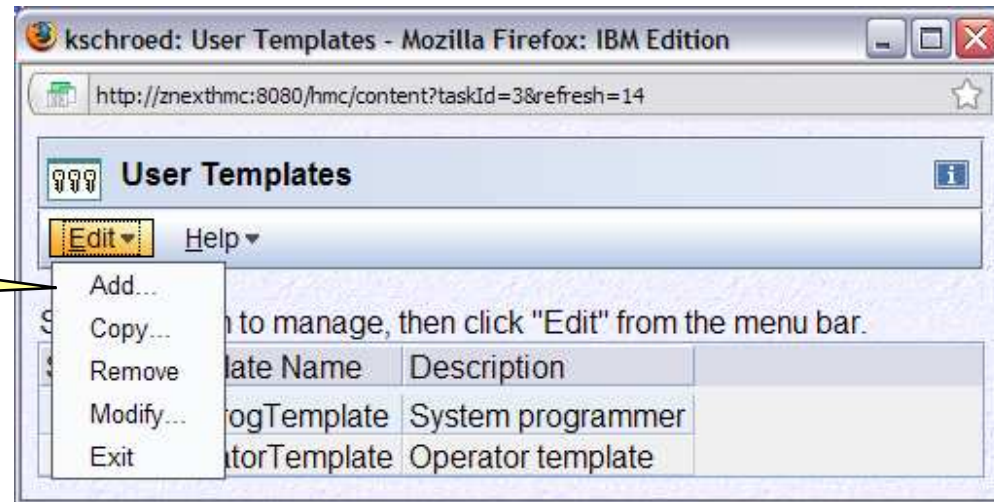 kschroed: User Templates - Mozilla Firefox: IBM Edition
http://znexthmc:8080/hmc/content?taskId=3&refresh=14
User Templates
Edit Help
Add...
Copy...
Remove
Modify...
Exit
to manage, then click "Edit" from the menu bar.
late Name Description
ogTemplate System programmer
torTemplate Operator template